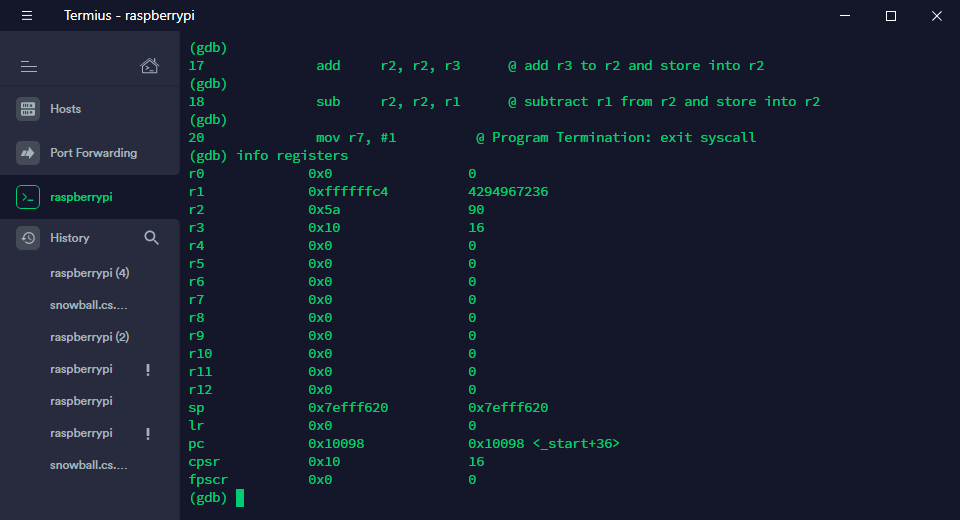 Termius - raspberrypi
Hosts
Port Forwarding
raspberrypi
History
raspberrypi (4)
snowball.cs....
raspberrypi (2)
raspberrypi !
raspberrypi
raspberrypi !
snowball.cs....
(gdb)
17 add r2, r2, r3 @ add r3 to r2 and store into r2
(gdb)
18 sub r2, r2, r1 @ subtract r1 from r2 and store into r2
(gdb)
20 mov r7, #1 @ Program Termination: exit syscall
(gdb) info registers
r0 0x0 0
r1 0xffffffc4 4294967236
r2 0x5a 90
r3 0x10 16
r4 0x0 0
r5 0x0 0
r6 0x0 0
r7 0x0 0
r8 0x0 0
r9 0x0 0
r10 0x0 0
r11 0x0 0
r12 0x0 0
sp 0x7efff620 0x7efff620
lr 0x0 0
pc 0x10098 0x10098 <_start+36>
cpsr 0x10 16
fpscr 0x0 0
(gdb)